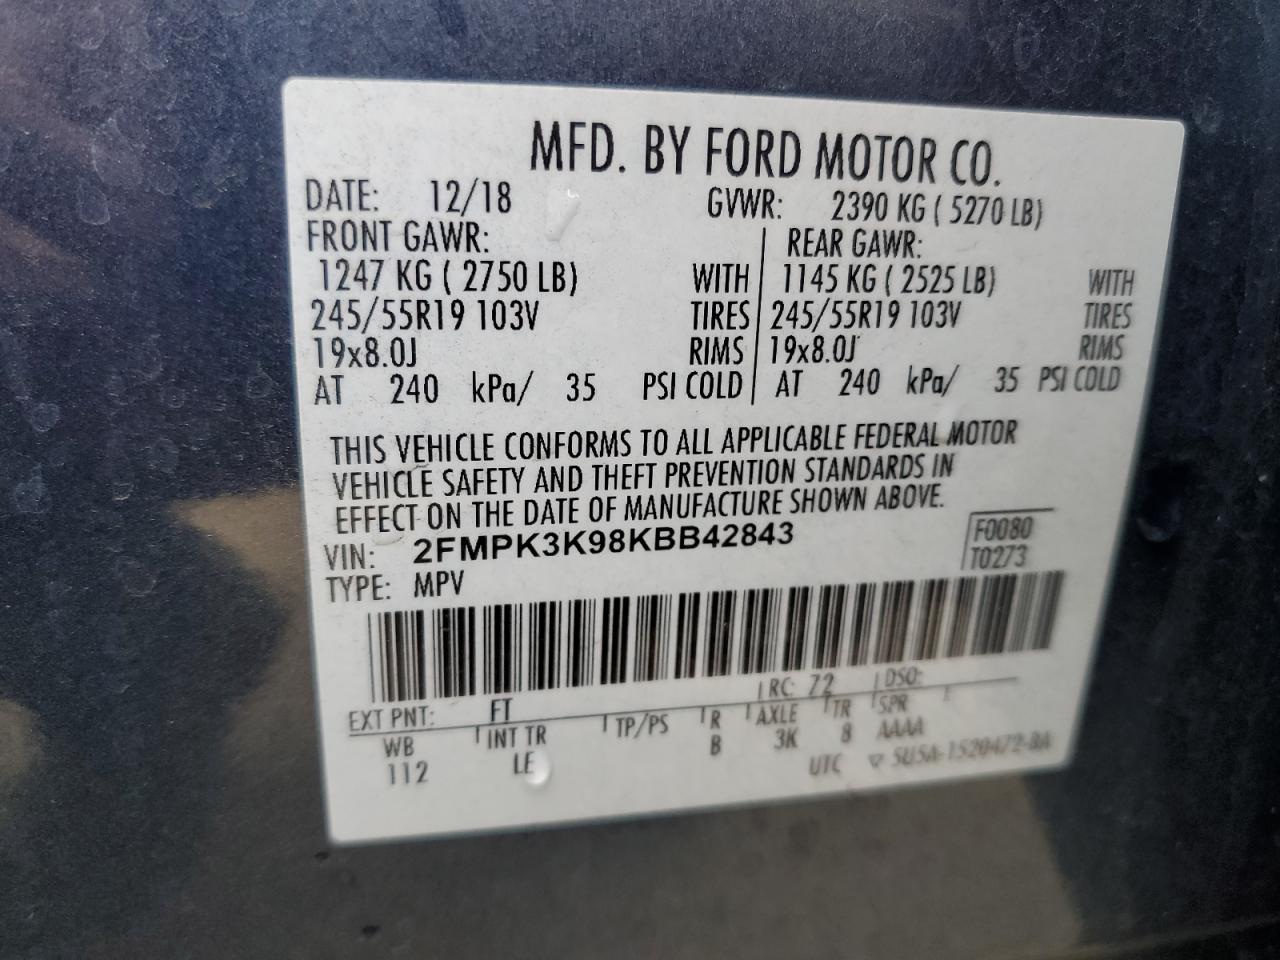 MFD. BY FORD MOTOR CO.
DATE: 12/18 GVWR: 2390 KG ( 5270 LB)
FRONT GAWR: REAR GAWR:
1247 KG ( 2750 LB) WITH 1145 KG ( 2525 LB) WITH
245/55R19 103V TIRES 245/55R19 103V TIRES
19x8.0J RIMS 19x8.0J RIMS
AT 240 kPa/ 35 PSI COLD AT 240 kPa/ 35 PSI COLD
THIS VEHICLE CONFORMS TO ALL APPLICABLE FEDERAL MOTOR
VEHICLE SAFETY AND THEFT PREVENTION STANDARDS IN
EFFECT ON THE DATE OF MANUFACTURE SHOWN ABOVE.
VIN: 2FMPK3K98KBB42843 F0080
TYPE: MPV T0273
EXT PNT: FT RC: 72 DSO:
WB INT TR TP/PS R AXLE TR SPR
112 LE B 3K 8 AAAA
UTC ▽ 5U5A-1520472-BA